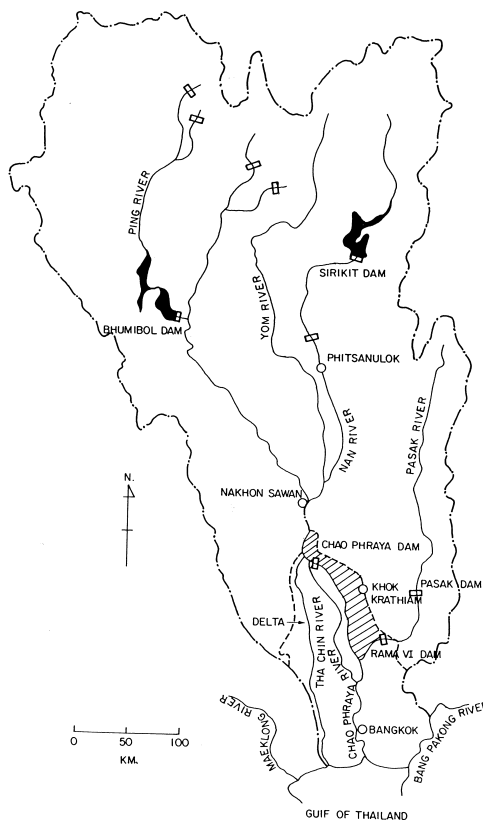 PING RIVER
YOM RIVER
SIRIKIT DAM
BHUMIBOL DAM
PHITSANULOK
NAN RIVER
PASAK RIVER
N.
NAKHON SAWAN
CHAO PHRAYA DAM
KHOK
KRATHIAM
PASAK DAM
DELTA
THA CHIN RIVER
RAMA VI DAM
CHAO PHRAYA RIVER
MAEKLONG RIVER
BANGKOK
BANG PAKONG RIVER
0 50 100
KM.
GUIF OF THAILAND